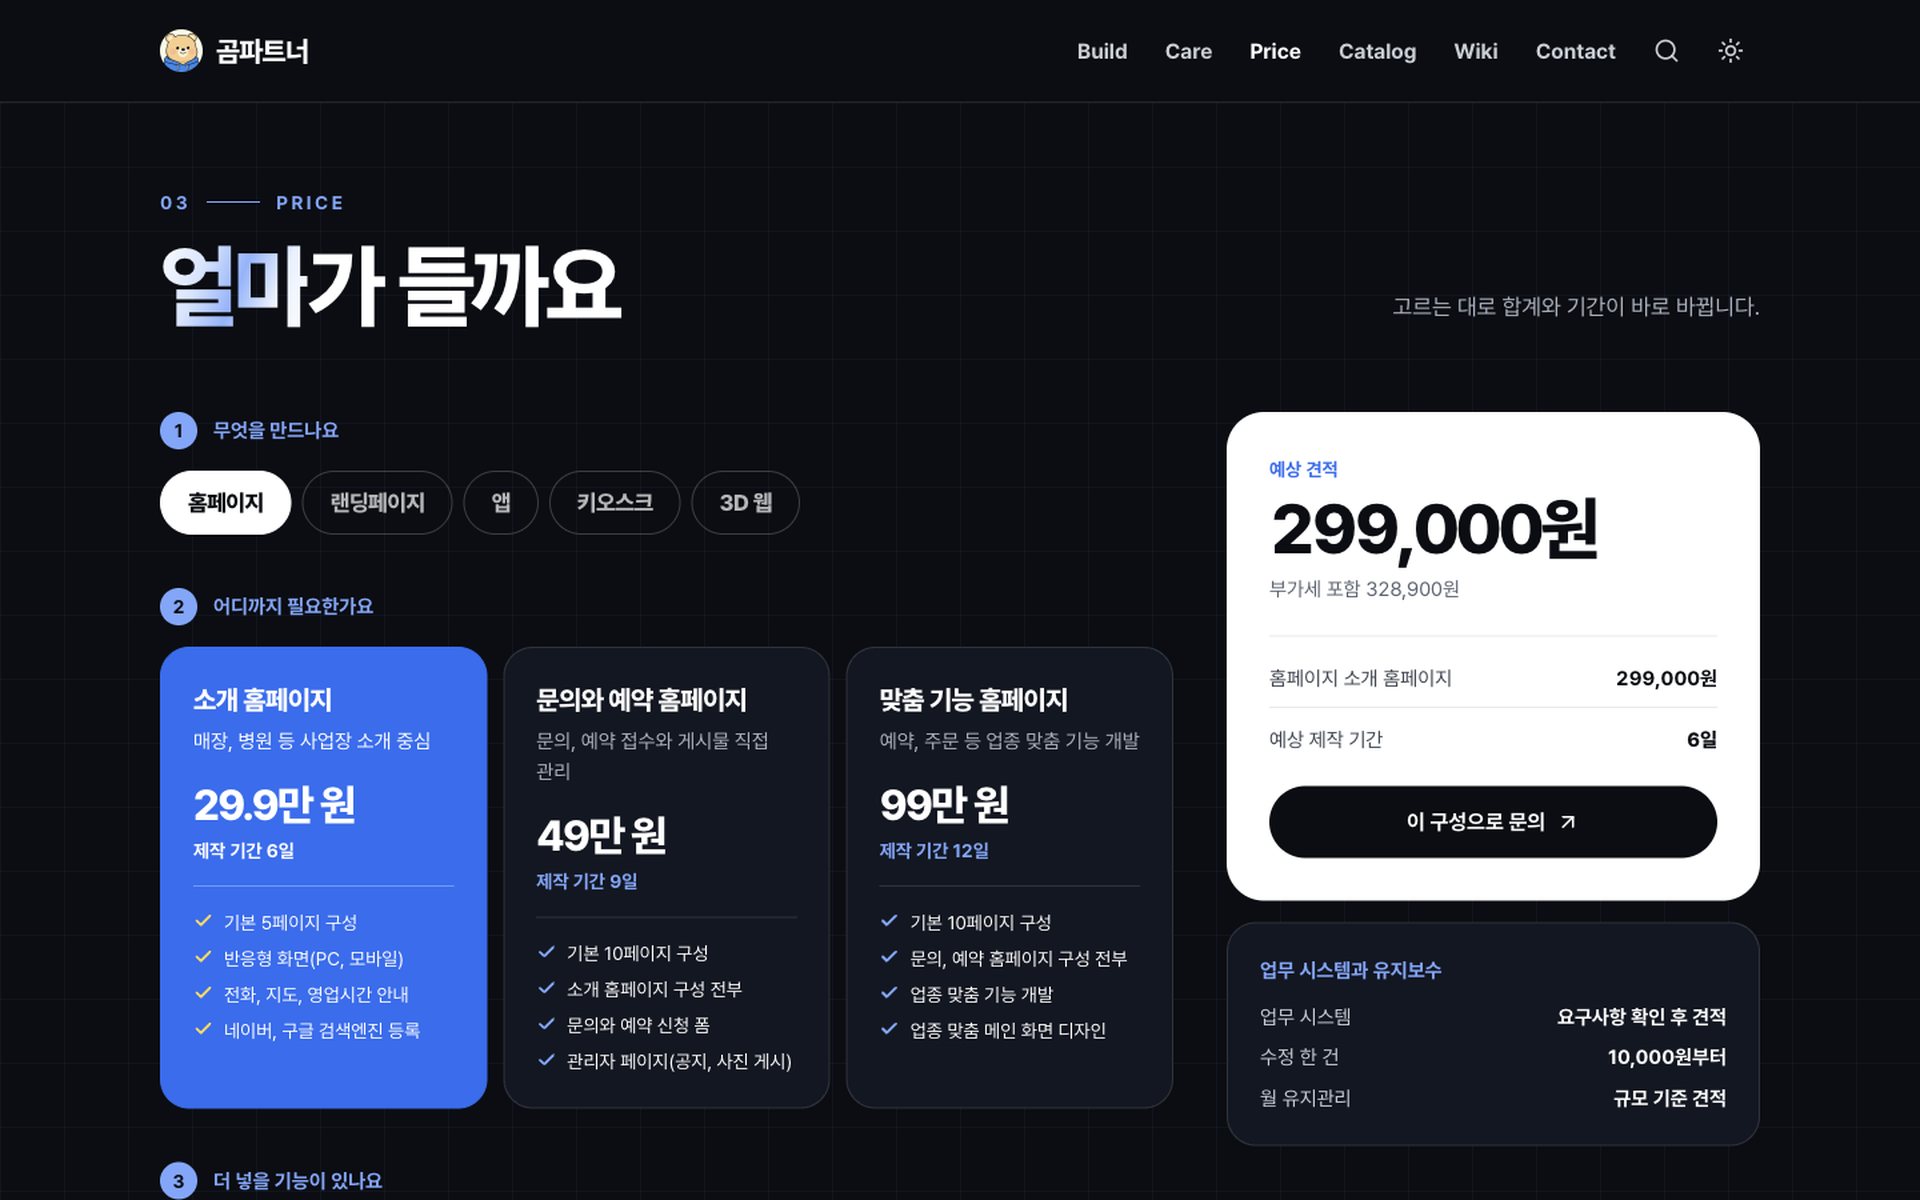 곰파트너
Build
Care
Price
Catalog
Wiki
Contact
03
PRICE
얼마가 들까요
고르는 대로 합계와 기간이 바로 바뀝니다.
1
무엇을 만드나요
홈페이지
랜딩페이지
앱
키오스크
3D 웹
2
어디까지 필요한가요
소개 홈페이지
매장, 병원 등 사업장 소개 중심
29.9만 원
제작 기간 6일
기본 5페이지 구성
반응형 화면(PC, 모바일)
전화, 지도, 영업시간 안내
네이버, 구글 검색엔진 등록
문의와 예약 홈페이지
문의, 예약 접수와 게시물 직접
관리
49만 원
제작 기간 9일
기본 10페이지 구성
소개 홈페이지 구성 전부
문의와 예약 신청 폼
관리자 페이지(공지, 사진 게시)
맞춤 기능 홈페이지
예약, 주문 등 업종 맞춤 기능 개발
99만 원
제작 기간 12일
기본 10페이지 구성
문의, 예약 홈페이지 구성 전부
업종 맞춤 기능 개발
업종 맞춤 메인 화면 디자인
예상 견적
299,000원
부가세 포함 328,900원
홈페이지 소개 홈페이지 299,000원
예상 제작 기간 6일
이 구성으로 문의
업무 시스템과 유지보수
업무 시스템 요구사항 확인 후 견적
수정 한 건 10,000원부터
월 유지관리 규모 기준 견적
3
더 넣을 기능이 있나요